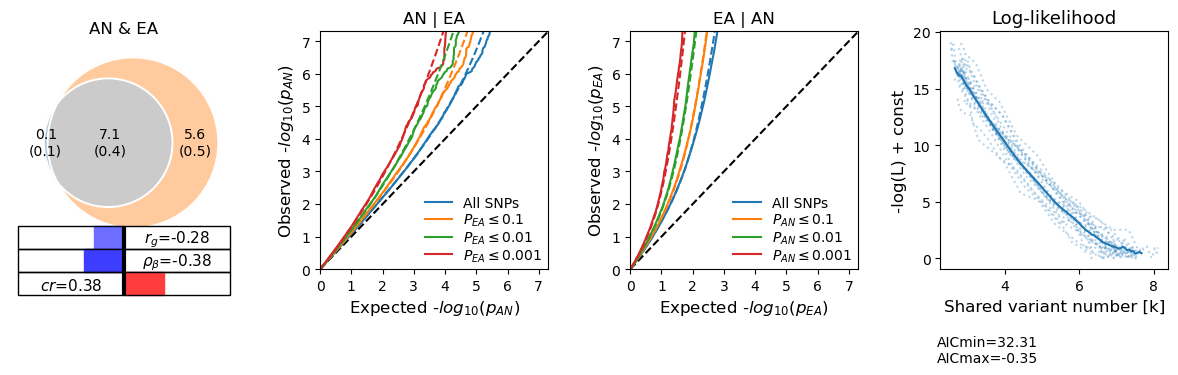 AN & EA
0.1 7.1 5.6
(0.1) (0.4) (0.5)
r_g=-0.28
ρ_β=-0.38
cr=0.38
AN | EA
Observed -log10(p_AN)
7
6
5
4
3
2
1
0
All SNPs
P_EA ≤ 0.1
P_EA ≤ 0.01
P_EA ≤ 0.001
0 1 2 3 4 5 6 7
Expected -log10(p_AN)
EA | AN
Observed -log10(p_EA)
7
6
5
4
3
2
1
0
All SNPs
P_AN ≤ 0.1
P_AN ≤ 0.01
P_AN ≤ 0.001
0 1 2 3 4 5 6 7
Expected -log10(p_EA)
Log-likelihood
-log(L) + const
20
15
10
5
0
4 6 8
Shared variant number [k]
AICmin=32.31
AICmax=-0.35